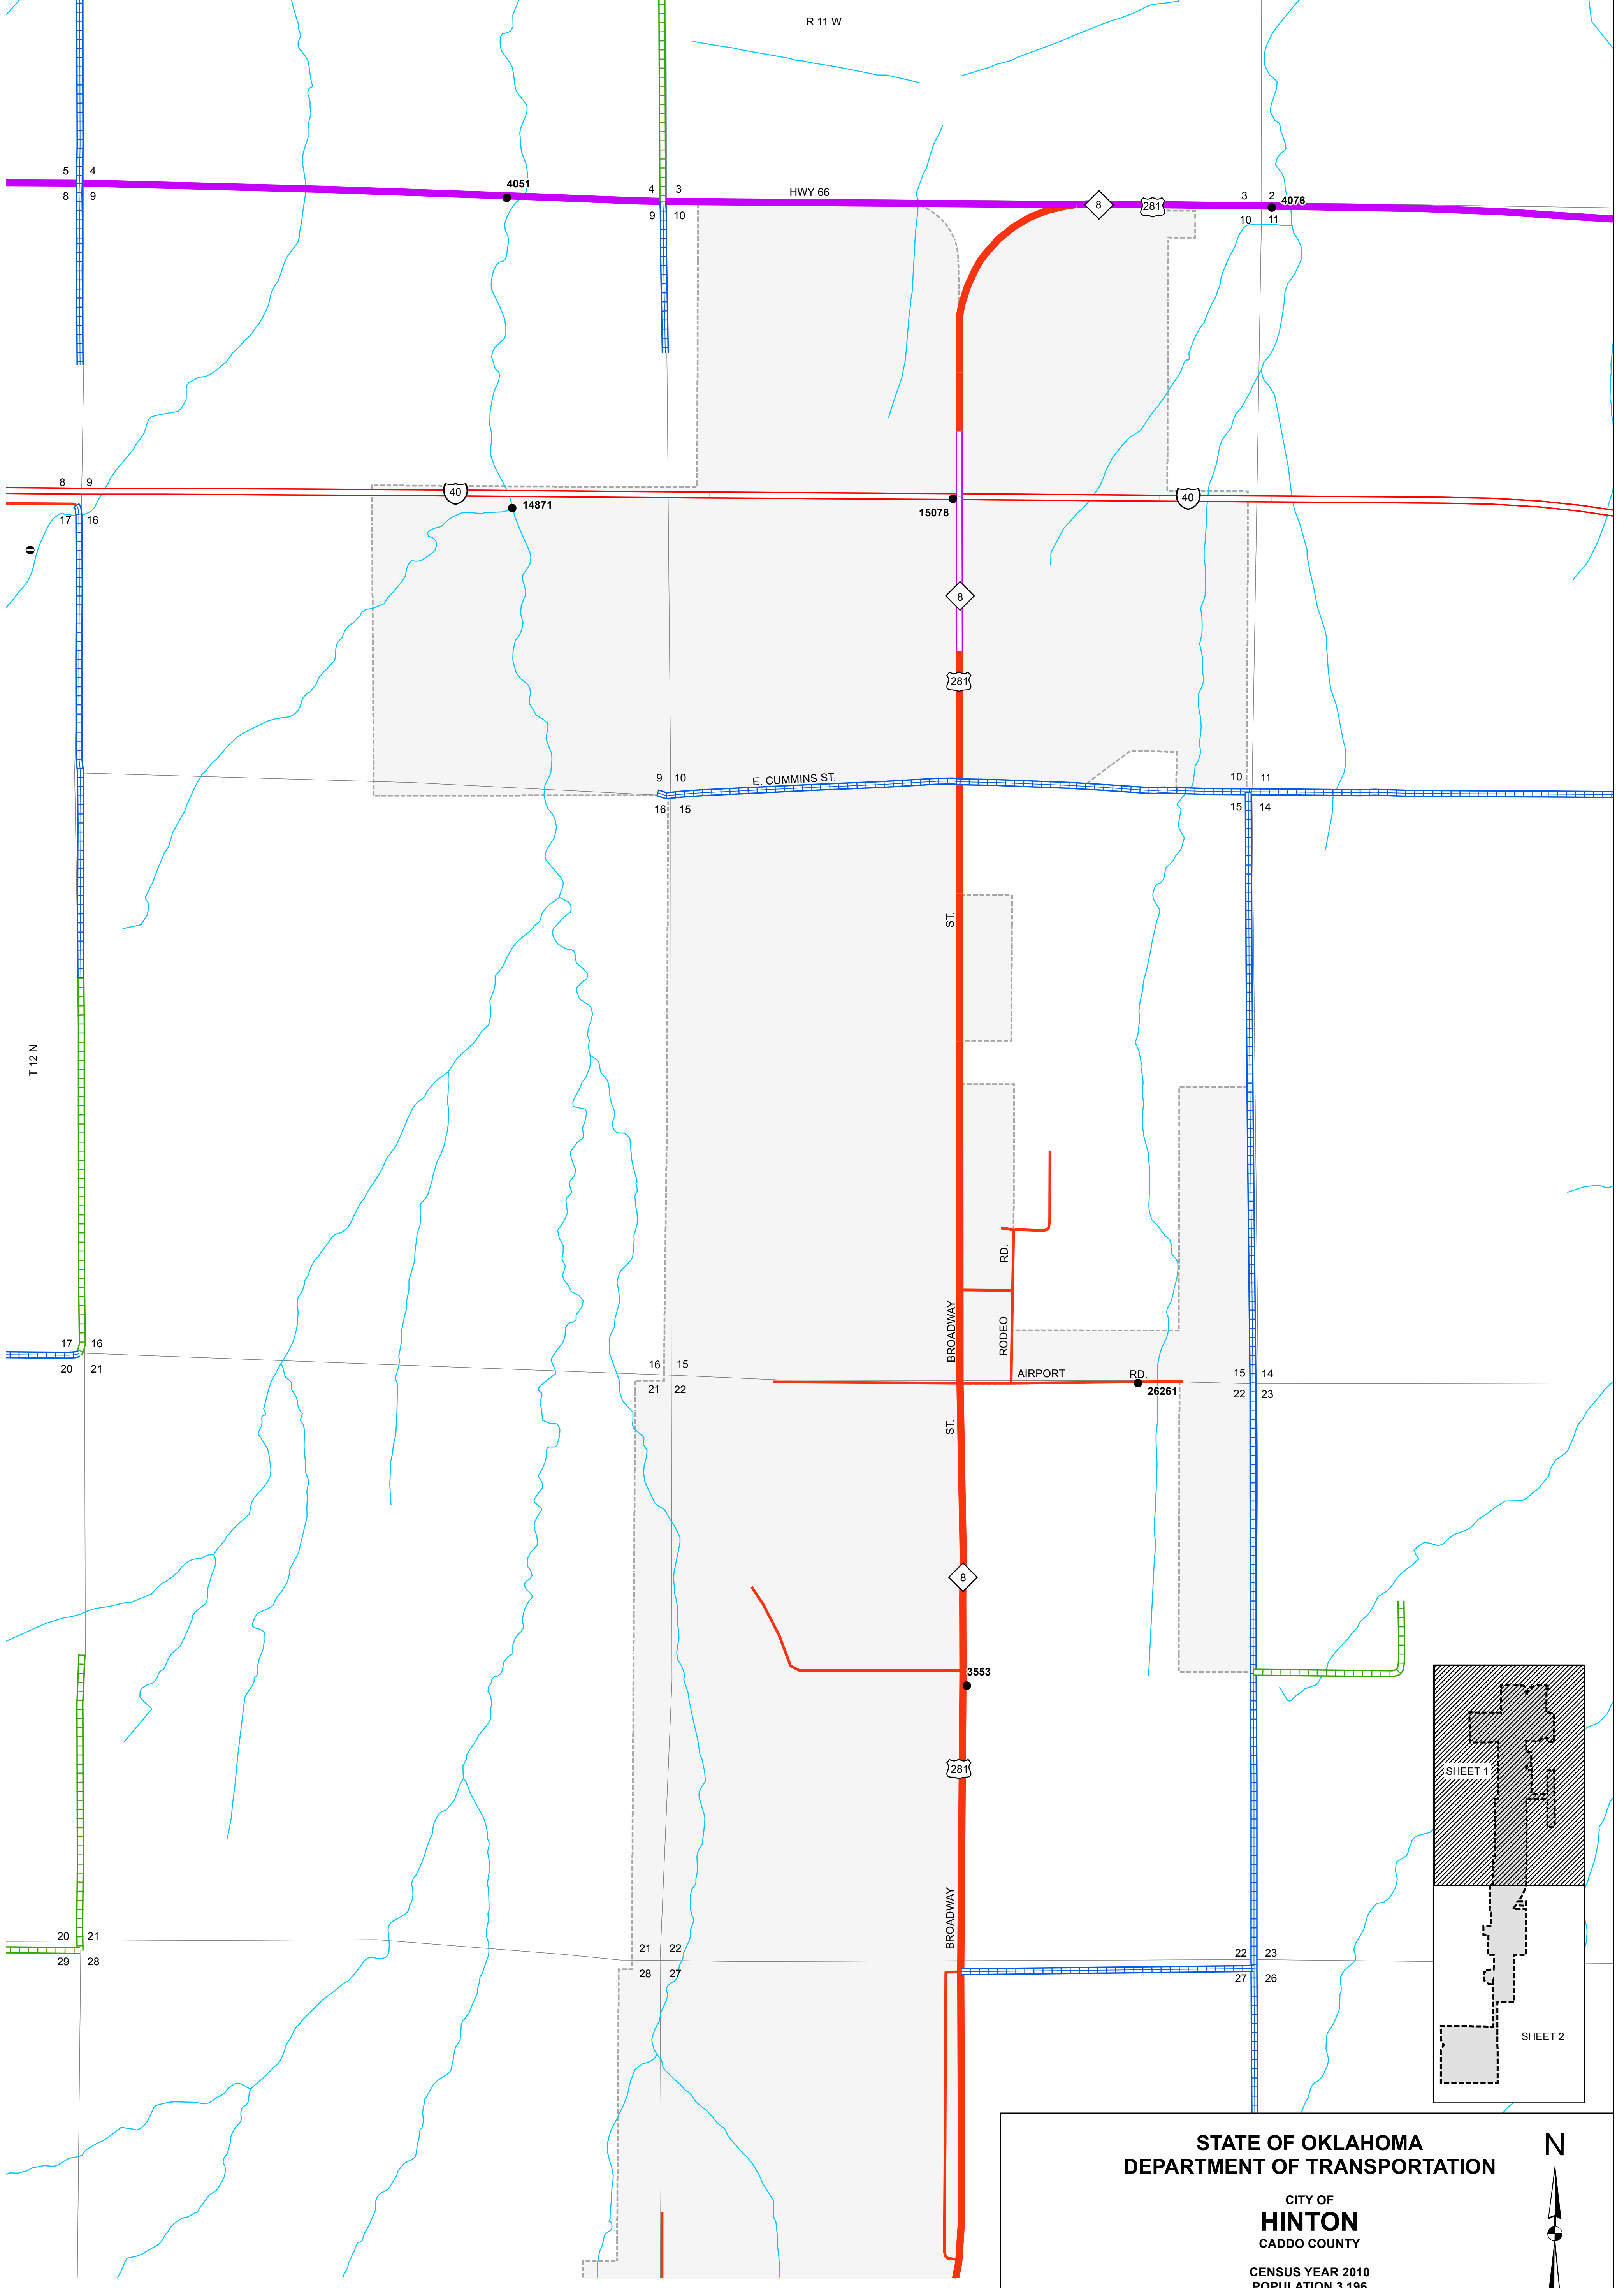 R 11 W
5 4
4051
4 3
HWY 66
8
281
3 2
4076
8 9
9 10
10 11
8 9
40
40
14871
15078
17 16
8
281
9 10
E. CUMMINS ST.
10 11
16 15
15 14
ST.
T 12 N
RD.
BROADWAY
RODEO
17 16
16 15
AIRPORT RD.
15 14
20 21
21 22
26261
22 23
ST.
8
3553
281
SHEET 1
BROADWAY
20 21
21 22
22 23
29 28
28 27
27 26
SHEET 2
STATE OF OKLAHOMA
DEPARTMENT OF TRANSPORTATION
N
CITY OF
HINTON
CADDO COUNTY
CENSUS YEAR 2010
POPULATION 3,196